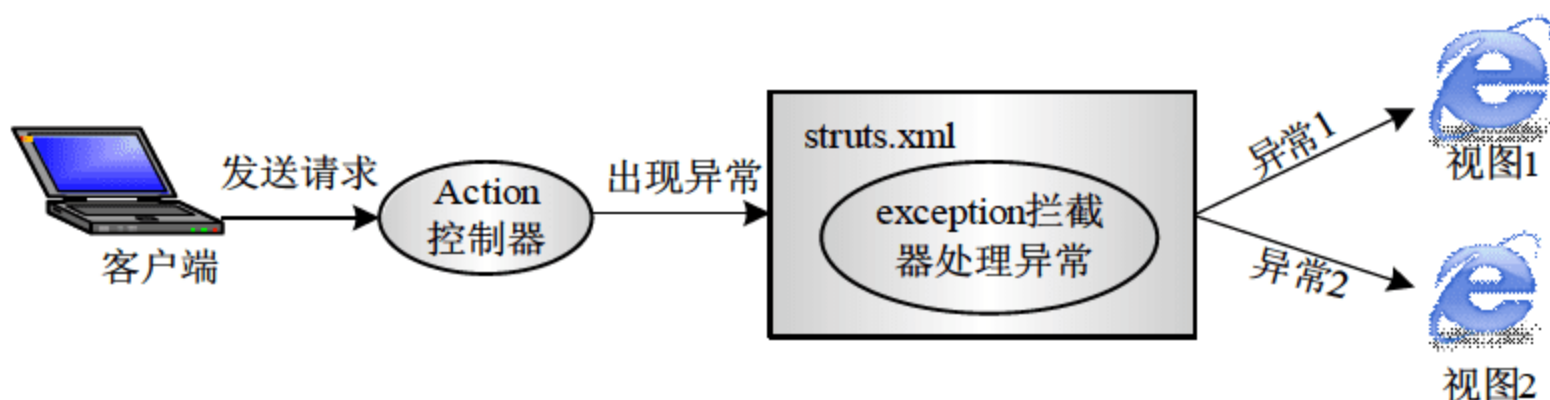 客户端
发送请求
Action
控制器
出现异常
struts.xml
exception拦截
器处理异常
异常1
视图1
异常2
视图2